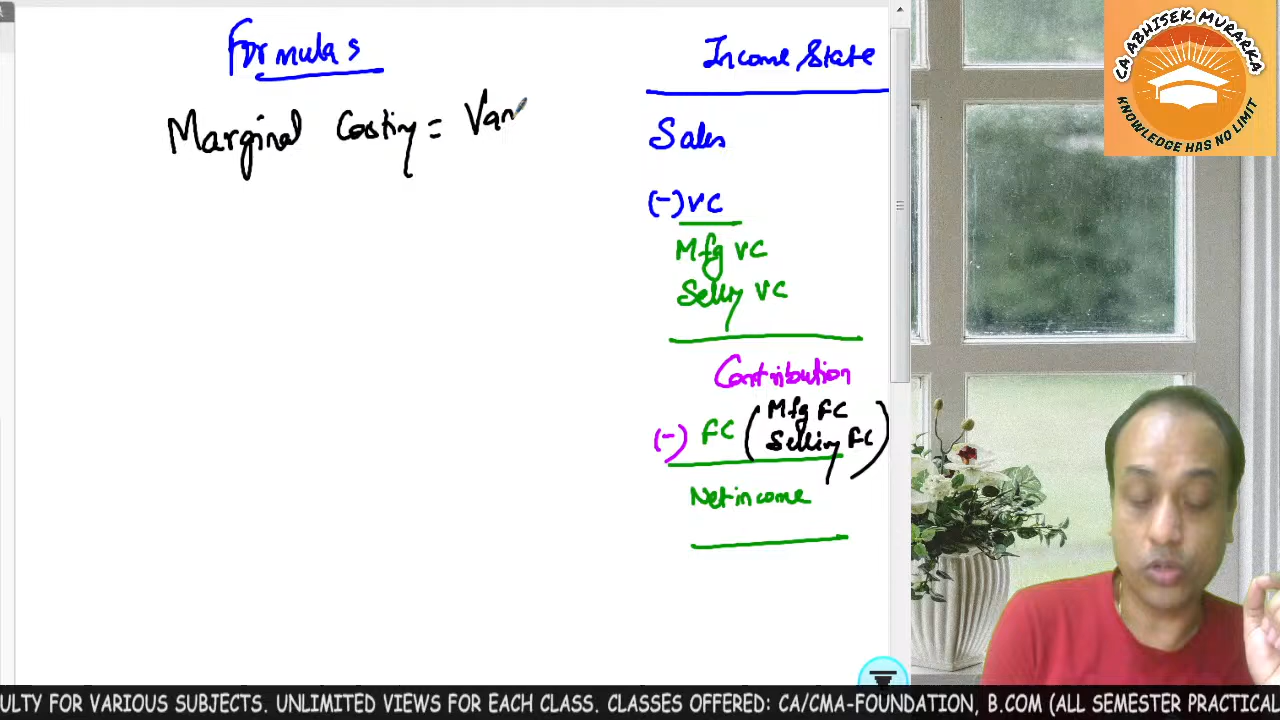 Formulas
Marginal Costing = Var
Income State
Sales
(-) VC
Mfg VC
Selling VC
Contribution
(-) FC (Mfg FC
Selling FC)
Net income
CA ABHISEK MURARKA
KNOWLEDGE HAS NO LIMIT
ULTY FOR VARIOUS SUBJECTS. UNLIMITED VIEWS FOR EACH CLASS. CLASSES OFFERED: CA/CMA-FOUNDATION, B.COM (ALL SEMESTER PRACTICAL